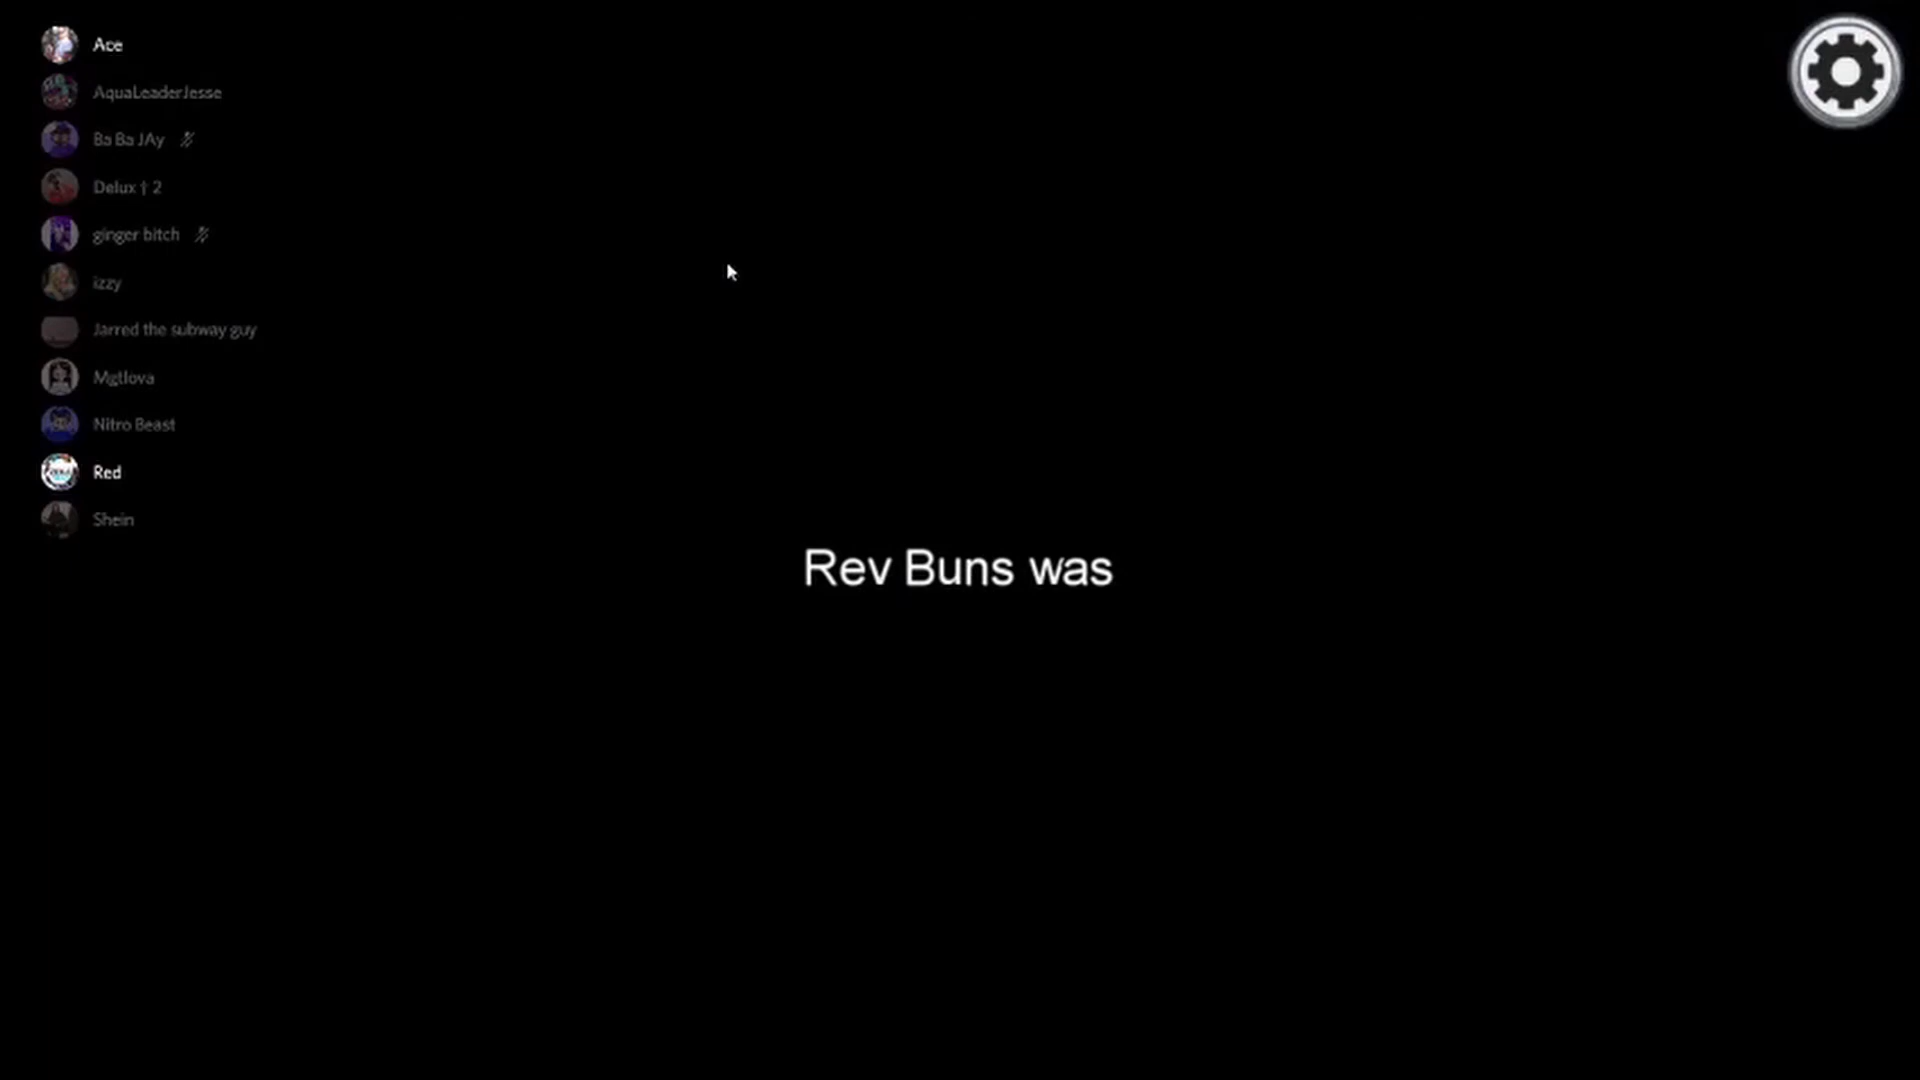 Ace
AquaLeaderJesse
Ba Ba JAy
Delux † 2
ginger bitch
izzy
Jarred the subway guy
Mgtlova
Nitro Beast
Red
Shein
Rev Buns was